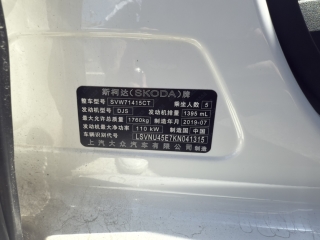 斯柯达(SKODA)牌
整车型号 SVW71415CT 乘坐人数 5
发动机型号 DJS 发动机排量 1395 mL
最大允许总质量 1760kg 制造年月 2019-07
发动机最大净功率 110 kW 制造国 中国
车辆识别代号 LSVNU45E7KN041315
上汽大众汽车有限公司 制造